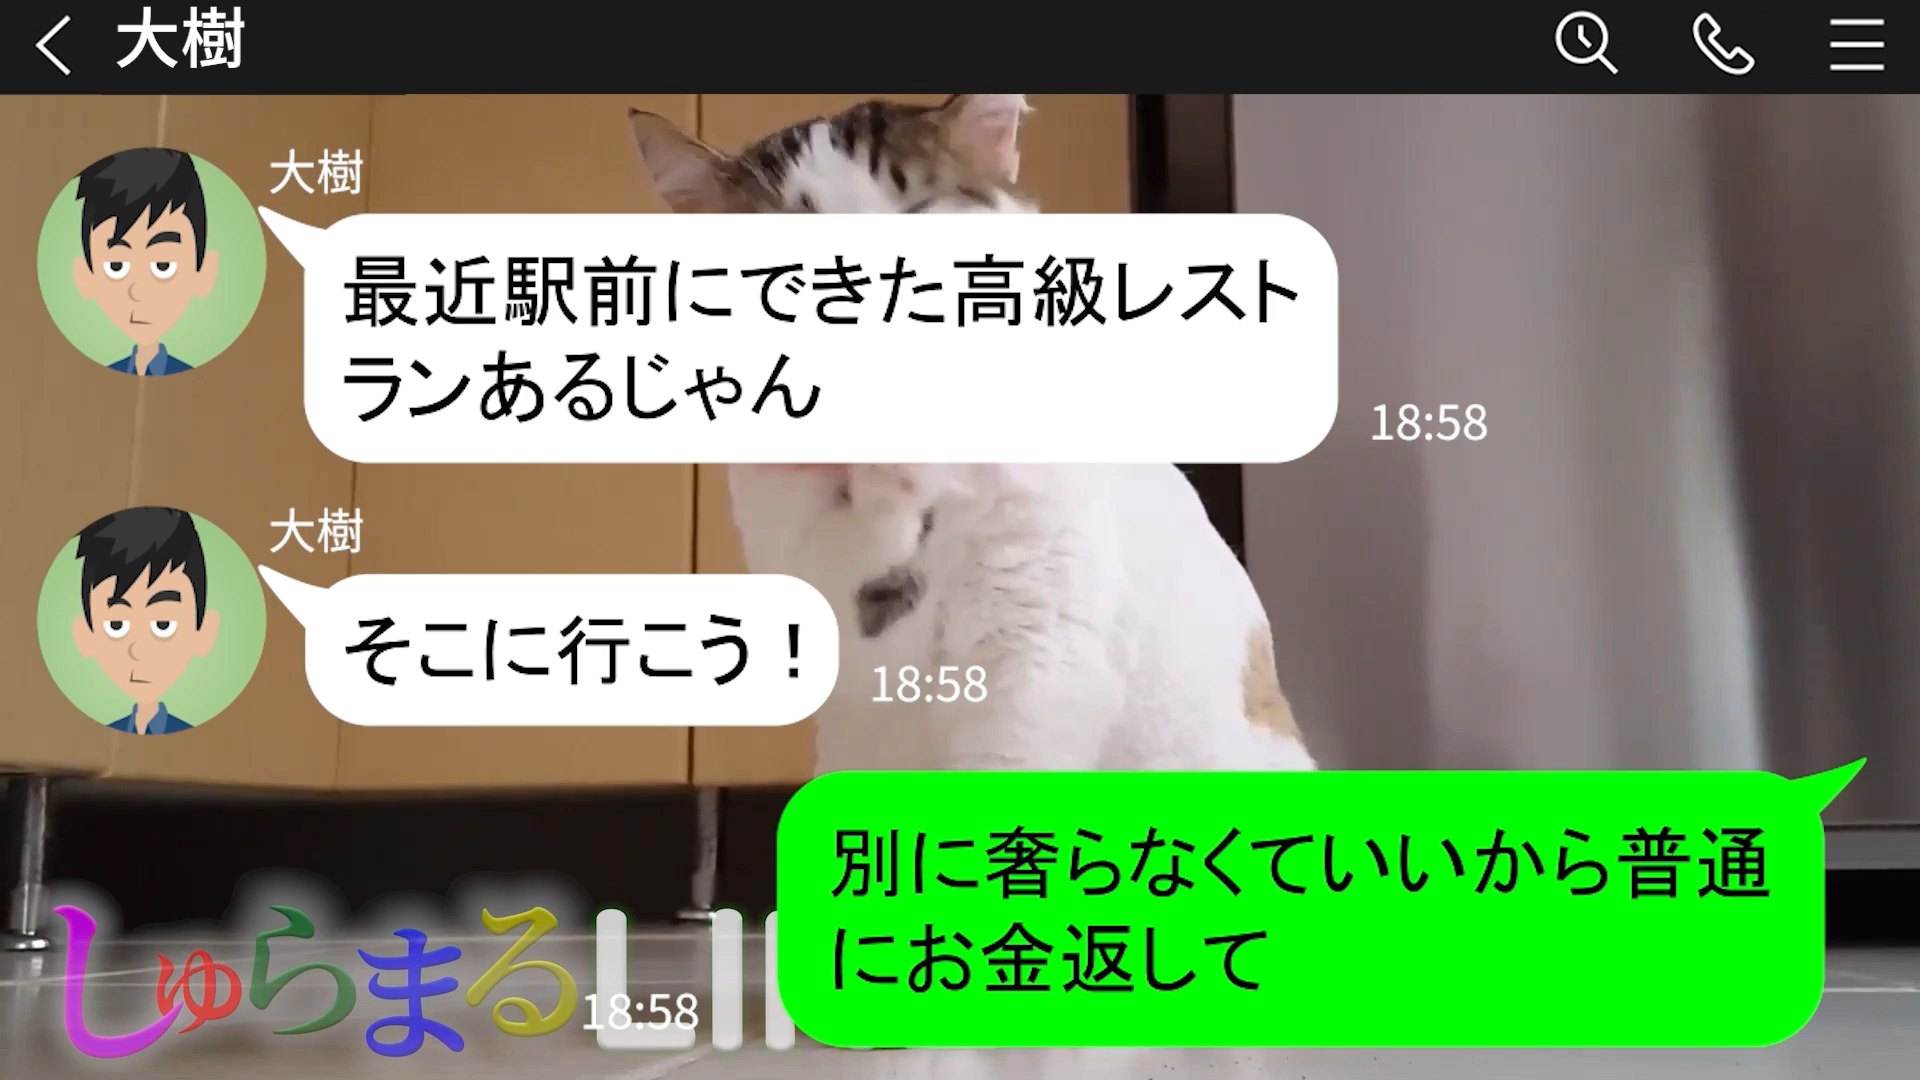 大樹
大樹
最近駅前にできた高級レスト
ランあるじゃん
18:58
大樹
そこに行こう！
18:58
別に奢らなくていいから普通
にお金返して
18:58
しゅらまるLI